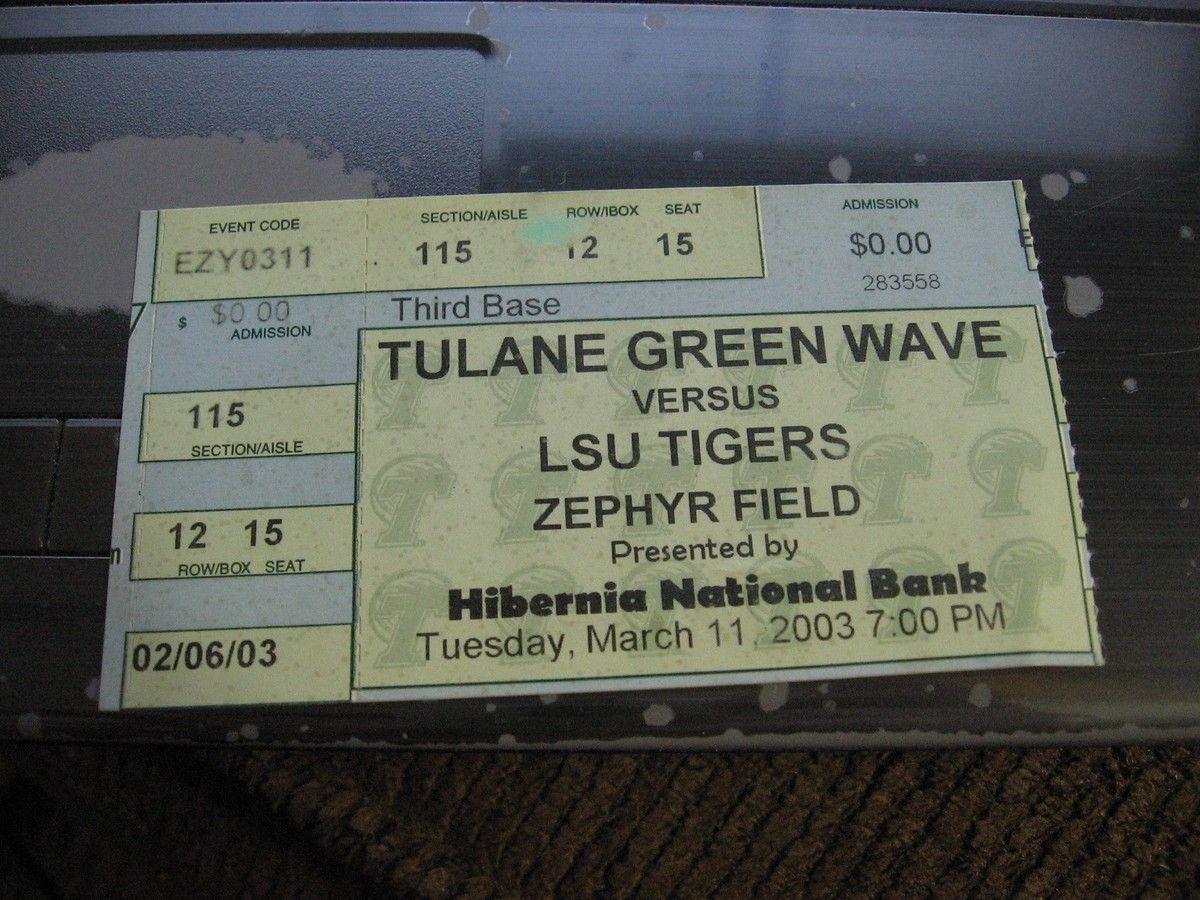 EVENT CODE SECTION/AISLE ROW/BOX SEAT ADMISSION
EZY0311 115 12 15 $0.00
283558
$ $0 00 Third Base
ADMISSION
TULANE GREEN WAVE
VERSUS
LSU TIGERS
ZEPHYR FIELD
Presented by
Hibernia National Bank
Tuesday, March 11, 2003 7:00 PM
115
SECTION/AISLE
12 15
ROW/BOX SEAT
02/06/03